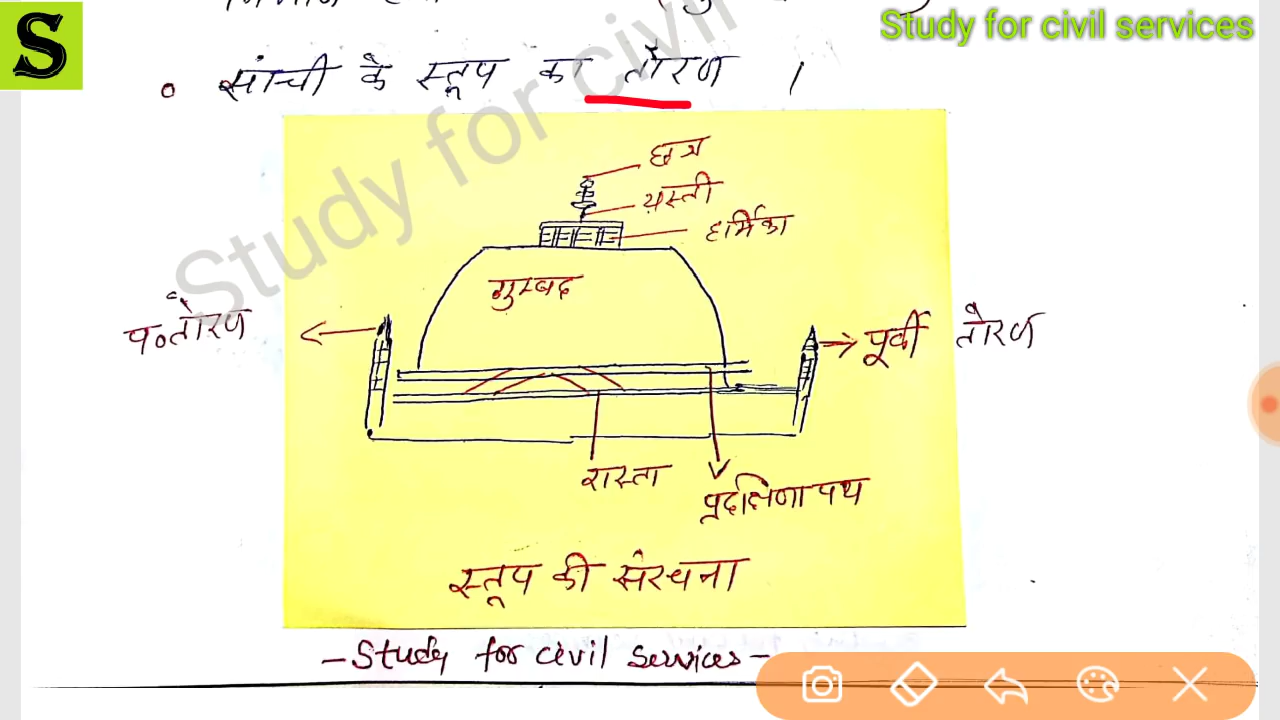 S
Study for civil services
• सांची के स्तूप का तोरण ।
Study for civil
छत्र
यस्ती
हर्मिका
गुम्बद
प॰तोरण
पूर्वी तोरण
रास्ता
प्रदक्षिणा पथ
स्तूप की संरचना
-Study for civil services-